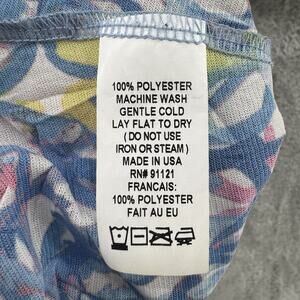 100% POLYESTER
MACHINE WASH
GENTLE COLD
LAY FLAT TO DRY
( DO NOT USE
IRON OR STEAM )
MADE IN USA
RN# 91121
FRANCAIS:
100% POLYESTER
FAIT AU EU